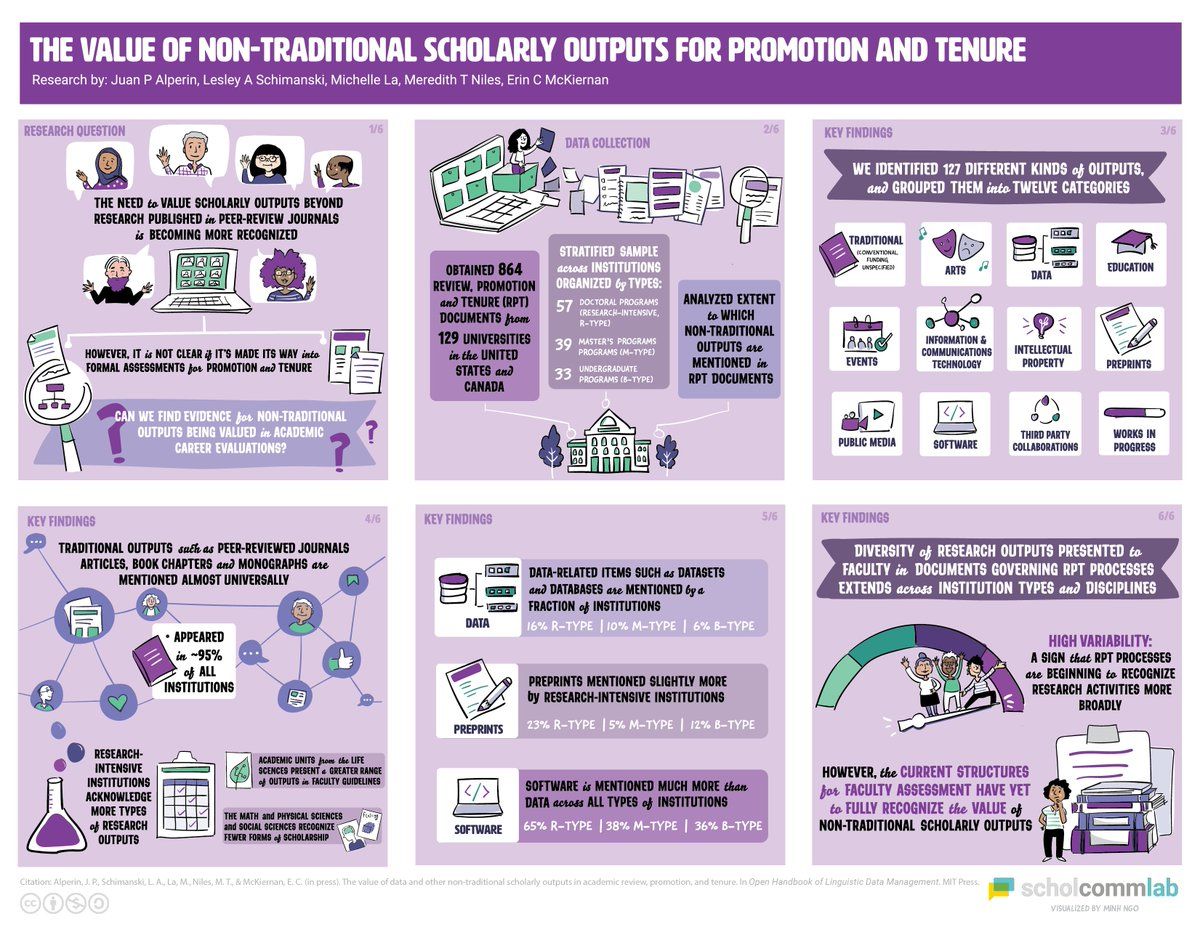 THE VALUE OF NON-TRADITIONAL SCHOLARLY OUTPUTS FOR PROMOTION AND TENURE
Research by: Juan P Alperin, Lesley A Schimanski, Michelle La, Meredith T Niles, Erin C McKiernan
RESEARCH QUESTION
1/6
THE NEED to VALUE SCHOLARLY OUTPUTS BEYOND
RESEARCH PUBLISHED in PEER-REVIEW JOURNALS
is BECOMING MORE RECOGNIZED
HOWEVER, IT is NOT CLEAR if IT'S MADE ITS WAY into
FORMAL ASSESSMENTS for PROMOTION and TENURE
CAN WE FIND EVIDENCE for NON-TRADITIONAL
OUTPUTS BEING VALUED in ACADEMIC
CAREER EVALUATIONS?
2/6
DATA COLLECTION
OBTAINED 864
REVIEW, PROMOTION
and TENURE (RPT)
DOCUMENTS from
129 UNIVERSITIES
in the UNITED
STATES and
CANADA
STRATIFIED SAMPLE
across INSTITUTIONS
ORGANIZED by TYPES:
57 DOCTORAL PROGRAMS
(RESEARCH-INTENSIVE,
R-TYPE)
39 MASTER'S PROGRAMS
PROGRAMS (M-TYPE)
33 UNDERGRADUATE
PROGRAMS (B-TYPE)
ANALYZED EXTENT
to WHICH
NON-TRADITIONAL
OUTPUTS are
MENTIONED in
RPT DOCUMENTS
KEY FINDINGS
3/6
WE IDENTIFIED 127 DIFFERENT KINDS of OUTPUTS,
and GROUPED THEM into TWELVE CATEGORIES
TRADITIONAL
(CONVENTIONAL,
FUNDING,
UNSPECIFIED)
ARTS
DATA
EDUCATION
EVENTS
INFORMATION &
COMMUNICATIONS
TECHNOLOGY
INTELLECTUAL
PROPERTY
PREPRINTS
PUBLIC MEDIA
</>
SOFTWARE
THIRD PARTY
COLLABORATIONS
WORKS IN
PROGRESS
KEY FINDINGS
4/6
TRADITIONAL OUTPUTS such as PEER-REVIEWED JOURNALS
ARTICLES, BOOK CHAPTERS and MONOGRAPHS are
MENTIONED ALMOST UNIVERSALLY
• APPEARED
in ~95%
of ALL
INSTITUTIONS
RESEARCH-
INTENSIVE
INSTITUTIONS
ACKNOWLEDGE
MORE TYPES
of RESEARCH
OUTPUTS
ACADEMIC UNITS from the LIFE
SCIENCES PRESENT a GREATER RANGE
of OUTPUTS in FACULTY GUIDELINES
THE MATH and PHYSICAL SCIENCES
and SOCIAL SCIENCES RECOGNIZE
FEWER FORMS of SCHOLARSHIP
KEY FINDINGS
5/6
DATA
DATA-RELATED ITEMS SUCH as DATASETS
and DATABASES are MENTIONED by a
FRACTION of INSTITUTIONS
16% R-TYPE | 10% M-TYPE | 6% B-TYPE
PREPRINTS
PREPRINTS MENTIONED SLIGHTLY MORE
by RESEARCH-INTENSIVE INSTITUTIONS
23% R-TYPE | 5% M-TYPE | 12% B-TYPE
</>
SOFTWARE
SOFTWARE is MENTIONED MUCH MORE than
DATA across ALL TYPES of INSTITUTIONS
65% R-TYPE | 38% M-TYPE | 36% B-TYPE
KEY FINDINGS
6/6
DIVERSITY of RESEARCH OUTPUTS PRESENTED to
FACULTY in DOCUMENTS GOVERNING RPT PROCESSES
EXTENDS across INSTITUTION TYPES and DISCIPLINES
HIGH VARIABILITY:
A SIGN that RPT PROCESSES
are BEGINNING to RECOGNIZE
RESEARCH ACTIVITIES MORE
BROADLY
HOWEVER, the CURRENT STRUCTURES
for FACULTY ASSESSMENT HAVE YET
to FULLY RECOGNIZE the VALUE of
NON-TRADITIONAL SCHOLARLY OUTPUTS
Citation: Alperin, J. P., Schimanski, L. A., La, M., Niles, M. T., & McKiernan, E. C. (in press). The value of data and other non-traditional scholarly outputs in academic review, promotion, and tenure. In Open Handbook of Linguistic Data Management. MIT Press.
scholcommlab
VISUALIZED BY MINH NGO